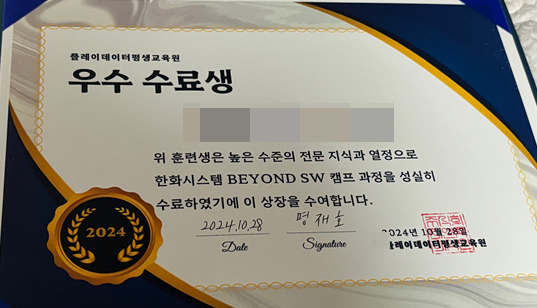 플레이데이터평생교육원
우수 수료생
위 훈련생은 높은 수준의 전문 지식과 열정으로
한화시스템 BEYOND SW 캠프 과정을 성실히
수료하였기에 이 상장을 수여합니다.
2024.10.28 명재호
Date Signature
2024년 10월 28일
플레이데이터평생교육원
2024